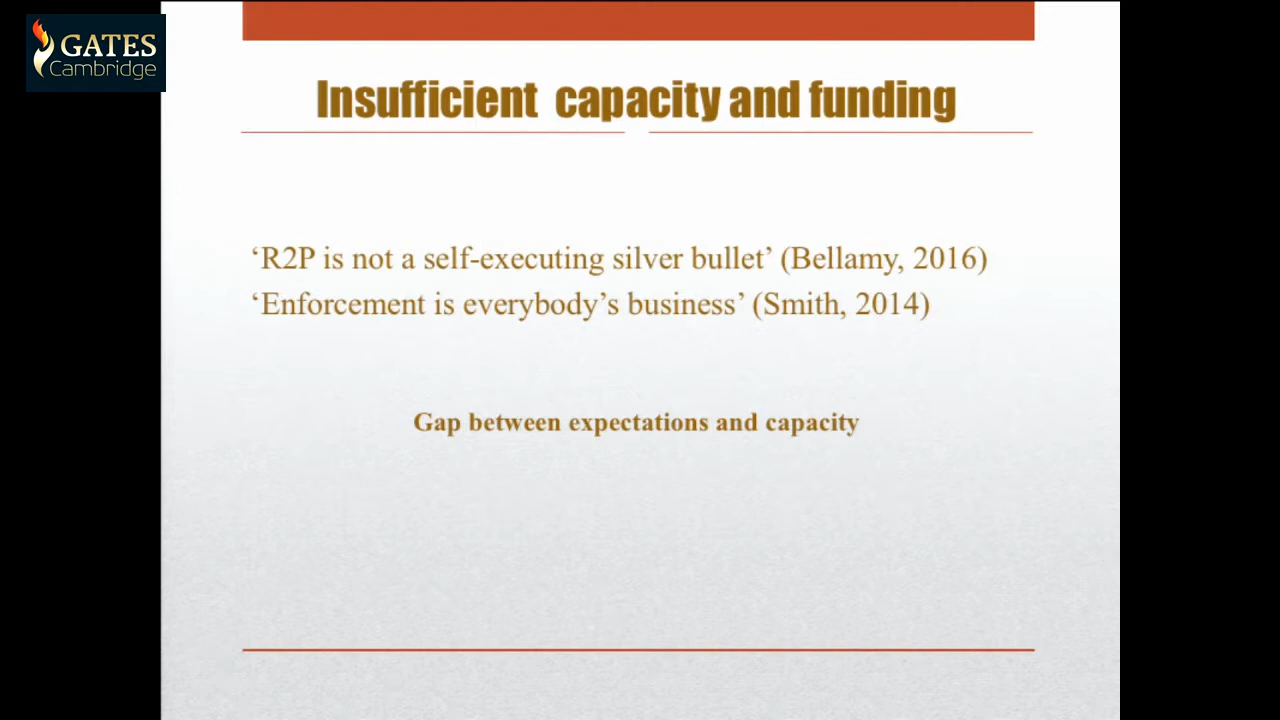 GATES
Cambridge
Insufficient capacity and funding
‘R2P is not a self-executing silver bullet’ (Bellamy, 2016)
‘Enforcement is everybody’s business’ (Smith, 2014)
Gap between expectations and capacity